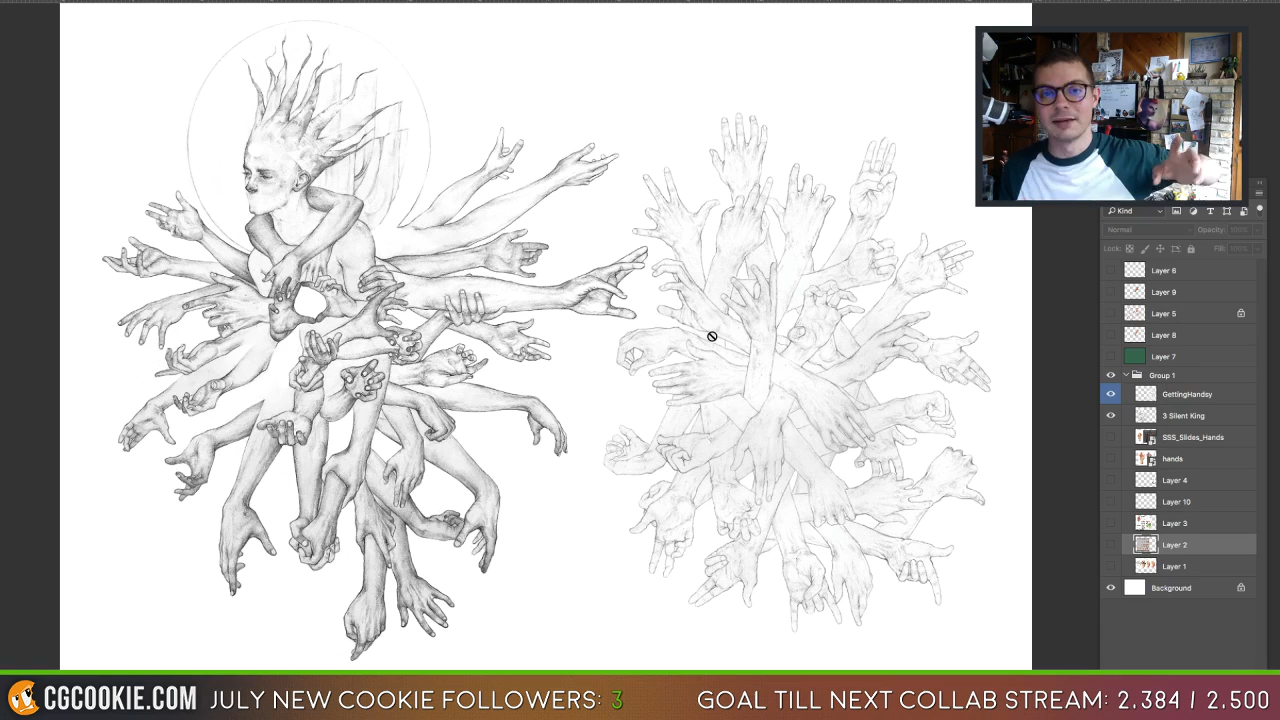 Kind
Normal
Opacity: 100%
Lock:
Fill: 100%
Layer 6
Layer 9
Layer 5
Layer 8
Layer 7
Group 1
GettingHandsy
3 Silent King
SSS_Slides_Hands
hands
Layer 4
Layer 10
Layer 3
Layer 2
Layer 1
Background
CGCOOKIE.COM JULY NEW COOKIE FOLLOWERS: 3 GOAL TILL NEXT COLLAB STREAM: 2.384 / 2.500